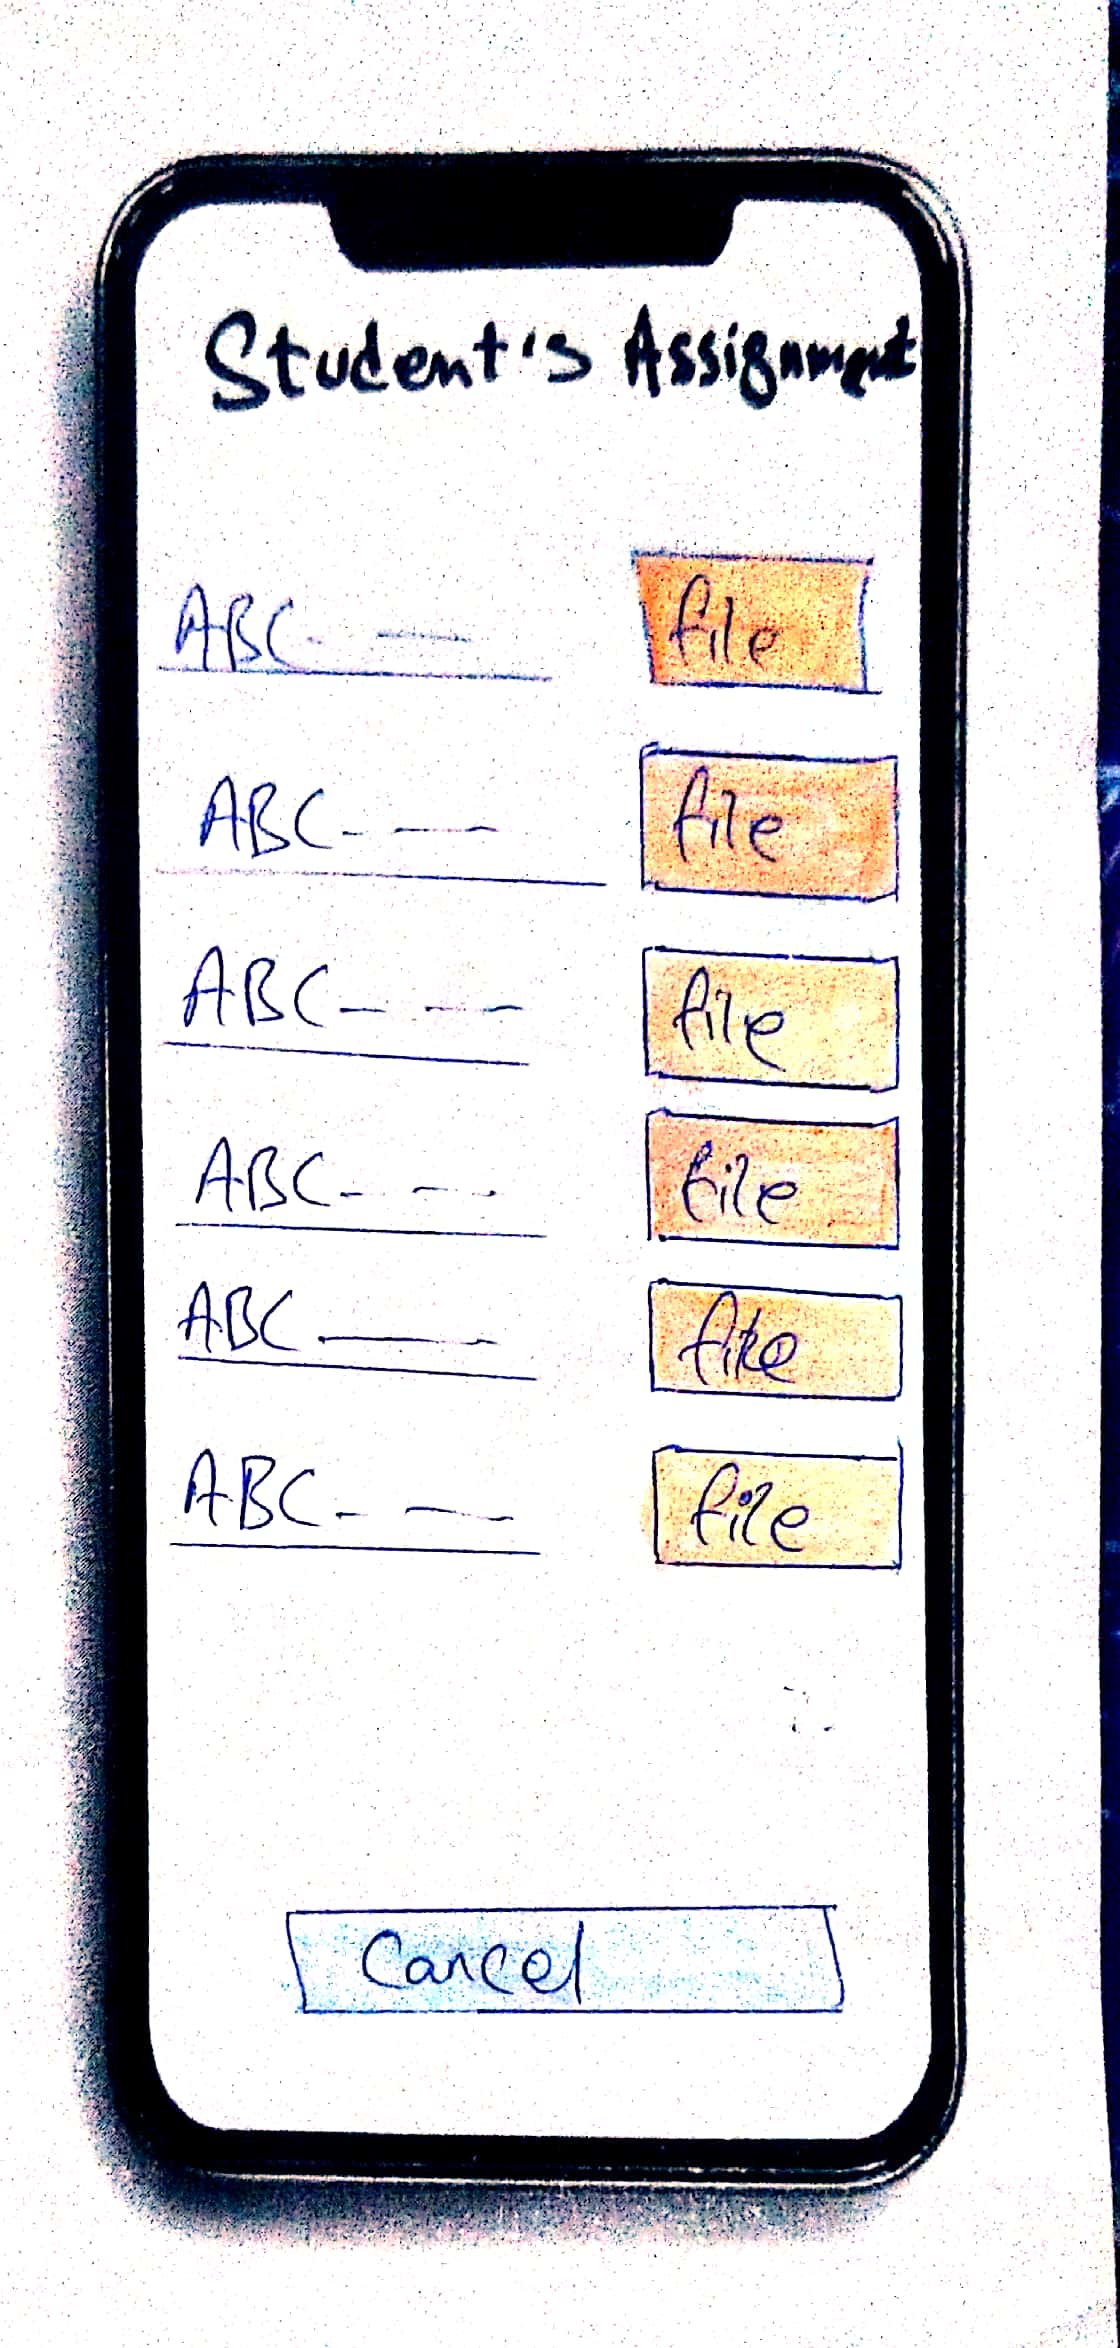 Student's Assignment
ABC - — file
ABC - — file
ABC - - — file
ABC - — file
ABC — file
ABC - — file
Cancel